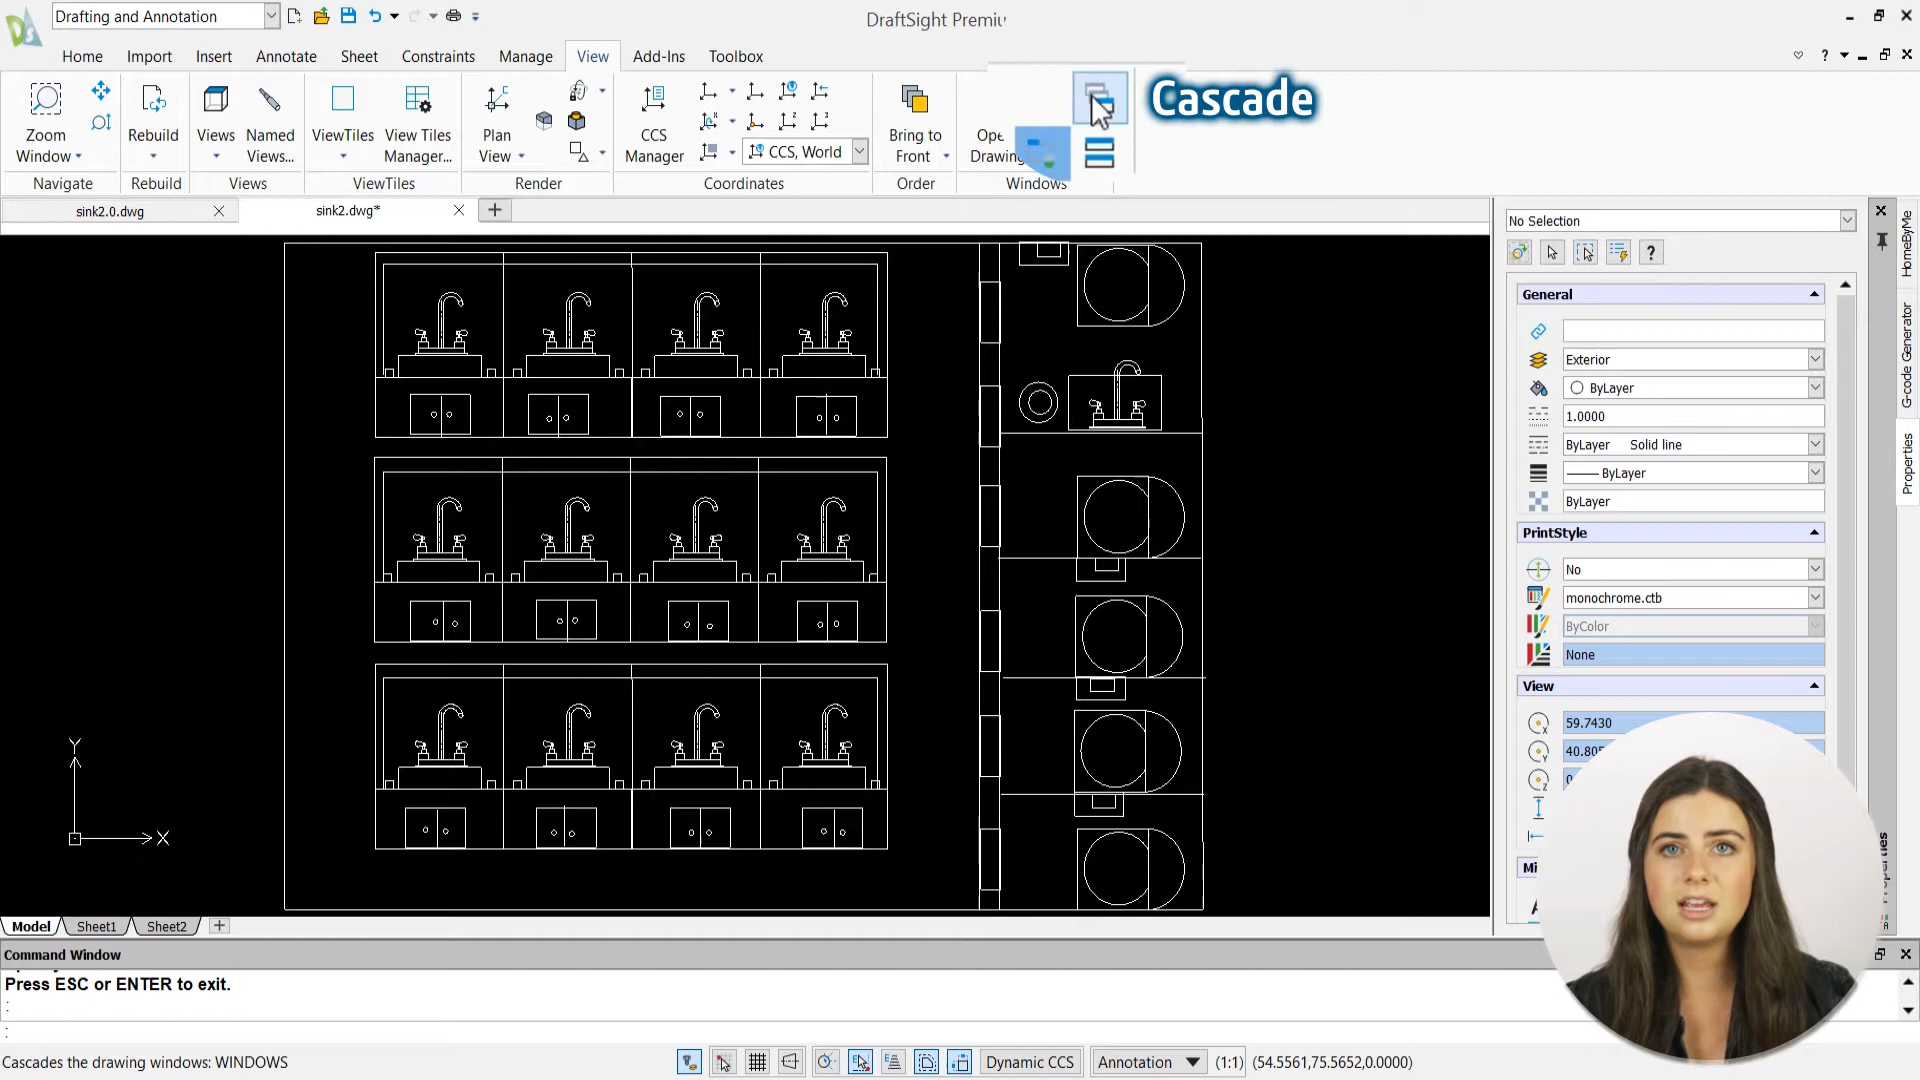 Drafting and Annotation
DraftSight Premiu
Home Import Insert Annotate Sheet Constraints Manage View Add-Ins Toolbox
Zoom Window
Rebuild
Views
Named Views...
ViewTiles
View Tiles Manager...
Plan View
CCS Manager
CCS, World
Bring to Front
Drawing
Cascade
Navigate Rebuild Views ViewTiles Render Coordinates Order Windows
sink2.0.dwg
sink2.dwg*
No Selection
HomeByMe
G-code Generator
Properties
General
Exterior
ByLayer
1.0000
ByLayer Solid line
ByLayer
ByLayer
PrintStyle
No
monochrome.ctb
ByColor
None
View
59.7430
Y
X
Model Sheet1 Sheet2
Command Window
Press ESC or ENTER to exit.
:
:
Cascades the drawing windows: WINDOWS
Dynamic CCS
Annotation
(1:1)
(54.5561,75.5652,0.0000)